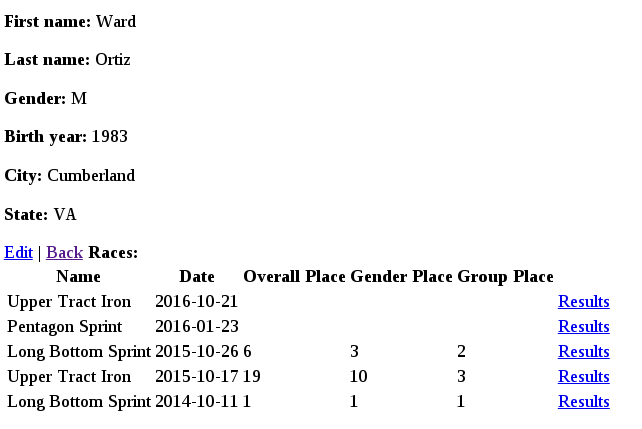 First name: Ward
Last name: Ortiz
Gender: M
Birth year: 1983
City: Cumberland
State: VA
Edit | Back Races:
Name Date Overall Place Gender Place Group Place
Upper Tract Iron 2016-10-21 Results
Pentagon Sprint 2016-01-23 Results
Long Bottom Sprint 2015-10-26 6 3 2 Results
Upper Tract Iron 2015-10-17 19 10 3 Results
Long Bottom Sprint 2014-10-11 1 1 1 Results